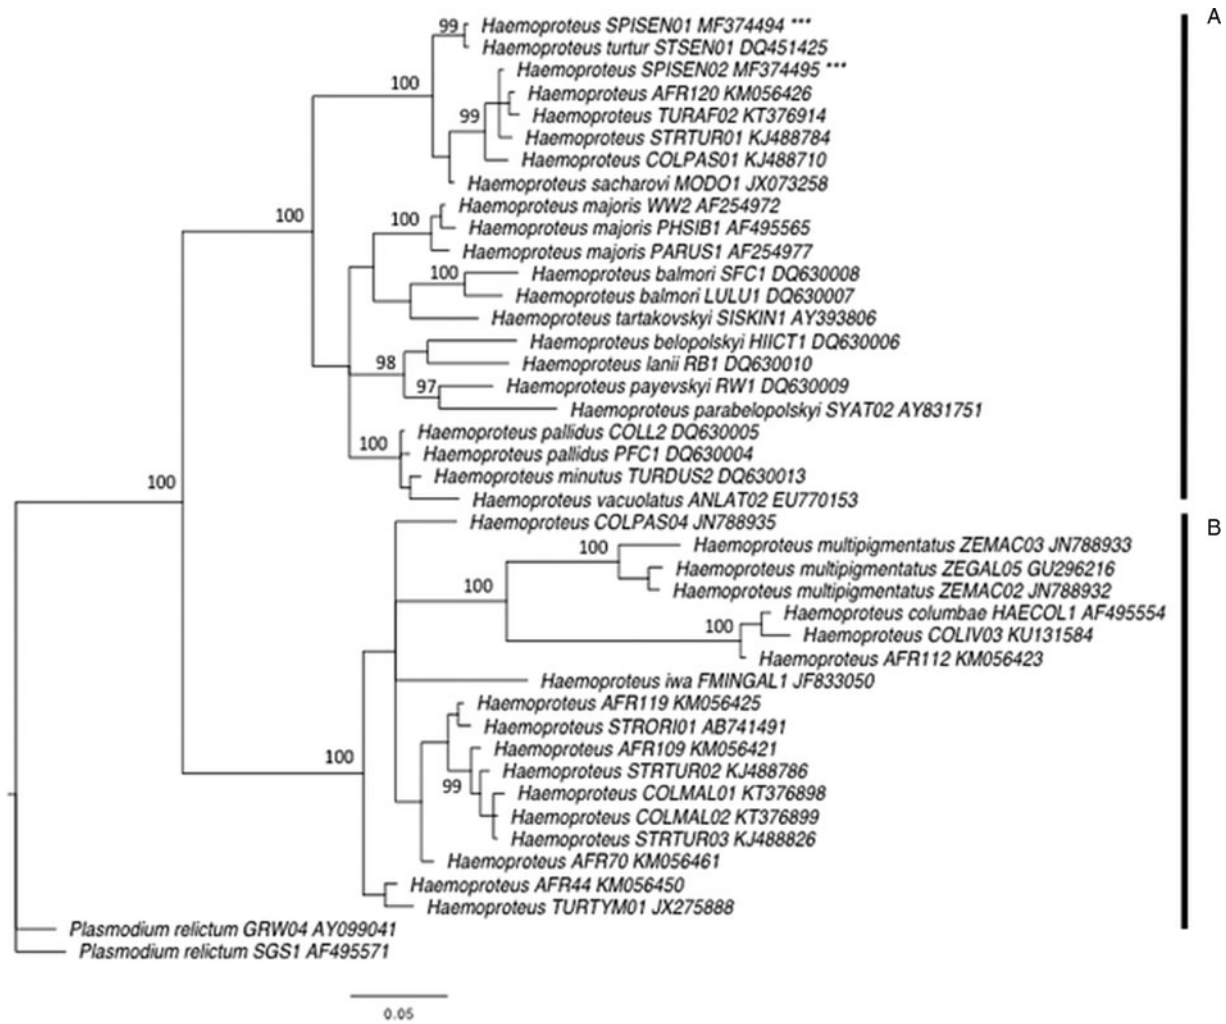 A
99 Haemoproteus SPISEN01 MF374494 ***
Haemoproteus turtur STSEN01 DQ451425
Haemoproteus SPISEN02 MF374495 ***
100
Haemoproteus AFR120 KM056426
99 Haemoproteus TURAF02 KT376914
Haemoproteus STRTUR01 KJ488784
Haemoproteus COLPAS01 KJ488710
Haemoproteus sacharovi MODO1 JX073258
Haemoproteus majoris WW2 AF254972
100
100 Haemoproteus majoris PHSIB1 AF495565
Haemoproteus majoris PARUS1 AF254977
100 Haemoproteus balmori SFC1 DQ630008
Haemoproteus balmori LULU1 DQ630007
Haemoproteus tartakovskyi SISKIN1 AY393806
Haemoproteus belopolskyi HIICT1 DQ630006
98 Haemoproteus lanii RB1 DQ630010
97 Haemoproteus payevskyi RW1 DQ630009
Haemoproteus parabelopolskyi SYAT02 AY831751
Haemoproteus pallidus COLL2 DQ630005
100 Haemoproteus pallidus PFC1 DQ630004
Haemoproteus minutus TURDUS2 DQ630013
100
Haemoproteus vacuolatus ANLAT02 EU770153
Haemoproteus COLPAS04 JN788935
B
100 Haemoproteus multipigmentatus ZEMAC03 JN788933
Haemoproteus multipigmentatus ZEGAL05 GU296216
100
Haemoproteus multipigmentatus ZEMAC02 JN788932
Haemoproteus columbae HAECOL1 AF495554
100 Haemoproteus COLIV03 KU131584
Haemoproteus AFR112 KM056423
Haemoproteus iwa FMINGAL1 JF833050
Haemoproteus AFR119 KM056425
Haemoproteus STRORI01 AB741491
Haemoproteus AFR109 KM056421
100
Haemoproteus STRTUR02 KJ488786
99 Haemoproteus COLMAL01 KT376898
Haemoproteus COLMAL02 KT376899
Haemoproteus STRTUR03 KJ488826
Haemoproteus AFR70 KM056461
Haemoproteus AFR44 KM056450
Haemoproteus TURTYM01 JX275888
Plasmodium relictum GRW04 AY099041
Plasmodium relictum SGS1 AF495571
0.05